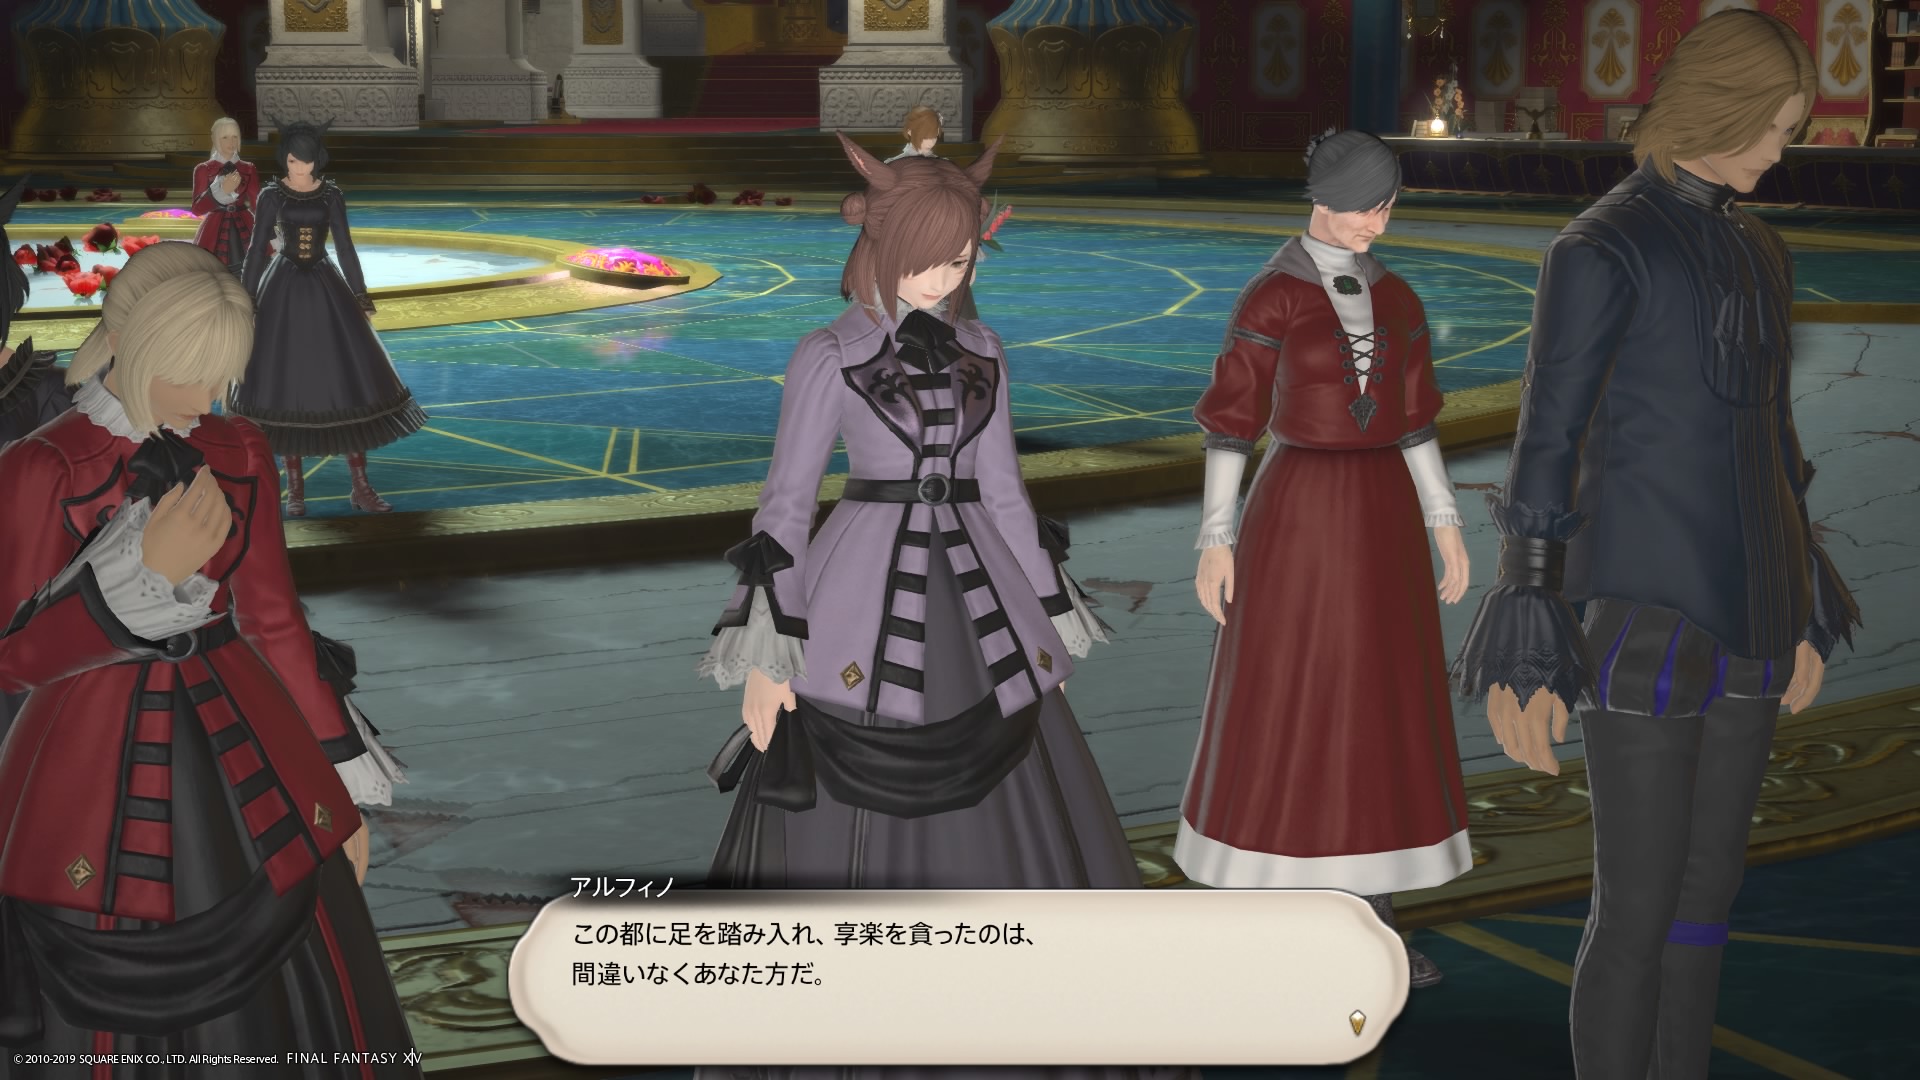 アルフィノ
この都に足を踏み入れ、享楽を貪ったのは、
間違いなくあなた方だ。
© 2010-2019 SQUARE ENIX CO., LTD. All Rights Reserved. FINAL FANTASY XIV